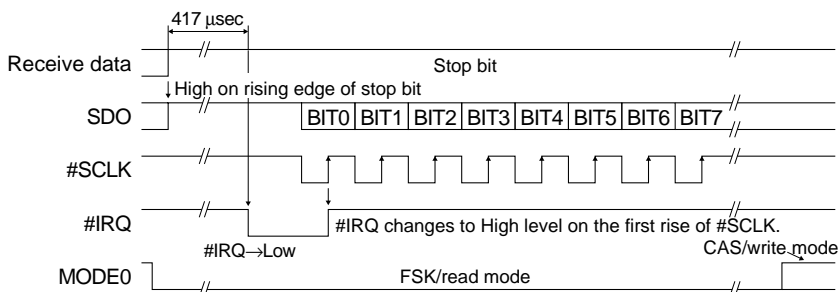 417 µsec
Receive data
Stop bit
High on rising edge of stop bit
SDO
BIT0 BIT1 BIT2 BIT3 BIT4 BIT5 BIT6 BIT7
#SCLK
#IRQ
#IRQ changes to High level on the first rise of #SCLK.
#IRQ→Low
CAS/write mode
MODE0
FSK/read mode